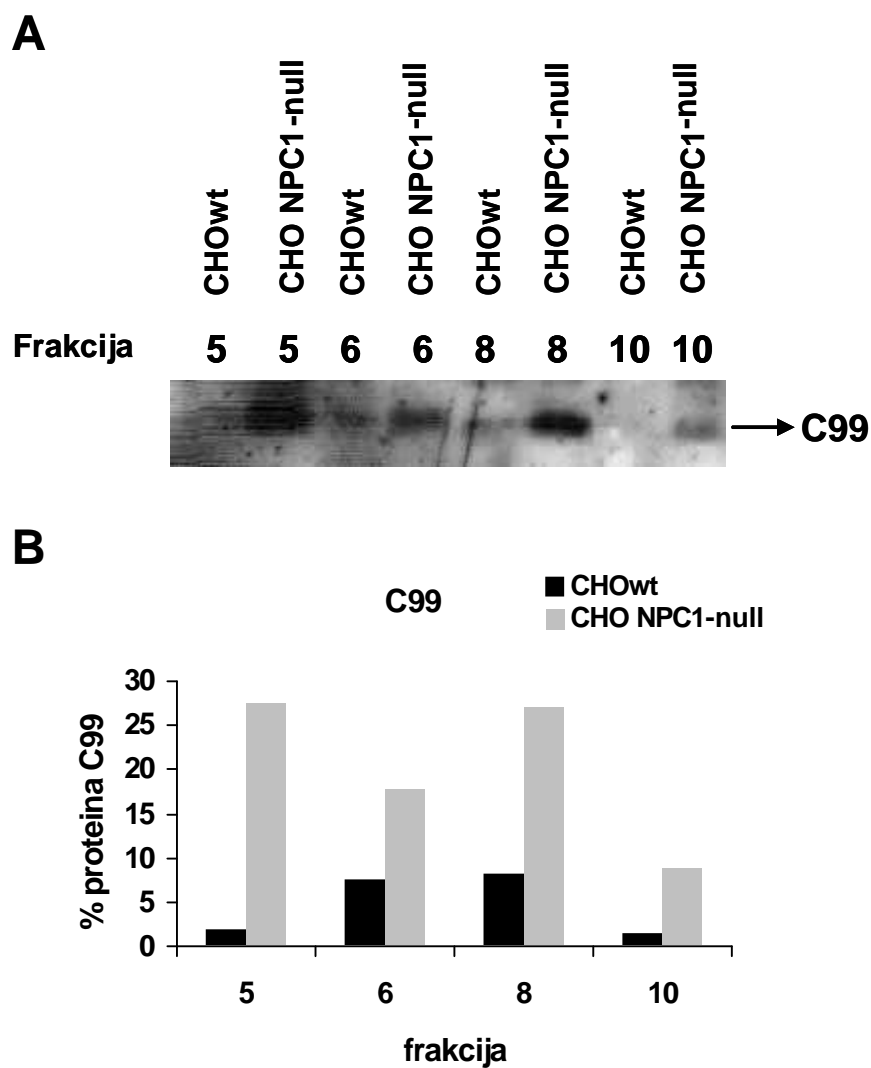 A
CHOwt
CHO NPC1-null
CHOwt
CHO NPC1-null
CHOwt
CHO NPC1-null
CHOwt
CHO NPC1-null
Frakcija 5 5 6 6 8 8 10 10
C99
B
C99
CHOwt
CHO NPC1-null
% proteina C99
30
25
20
15
10
5
0
5 6 8 10
frakcija